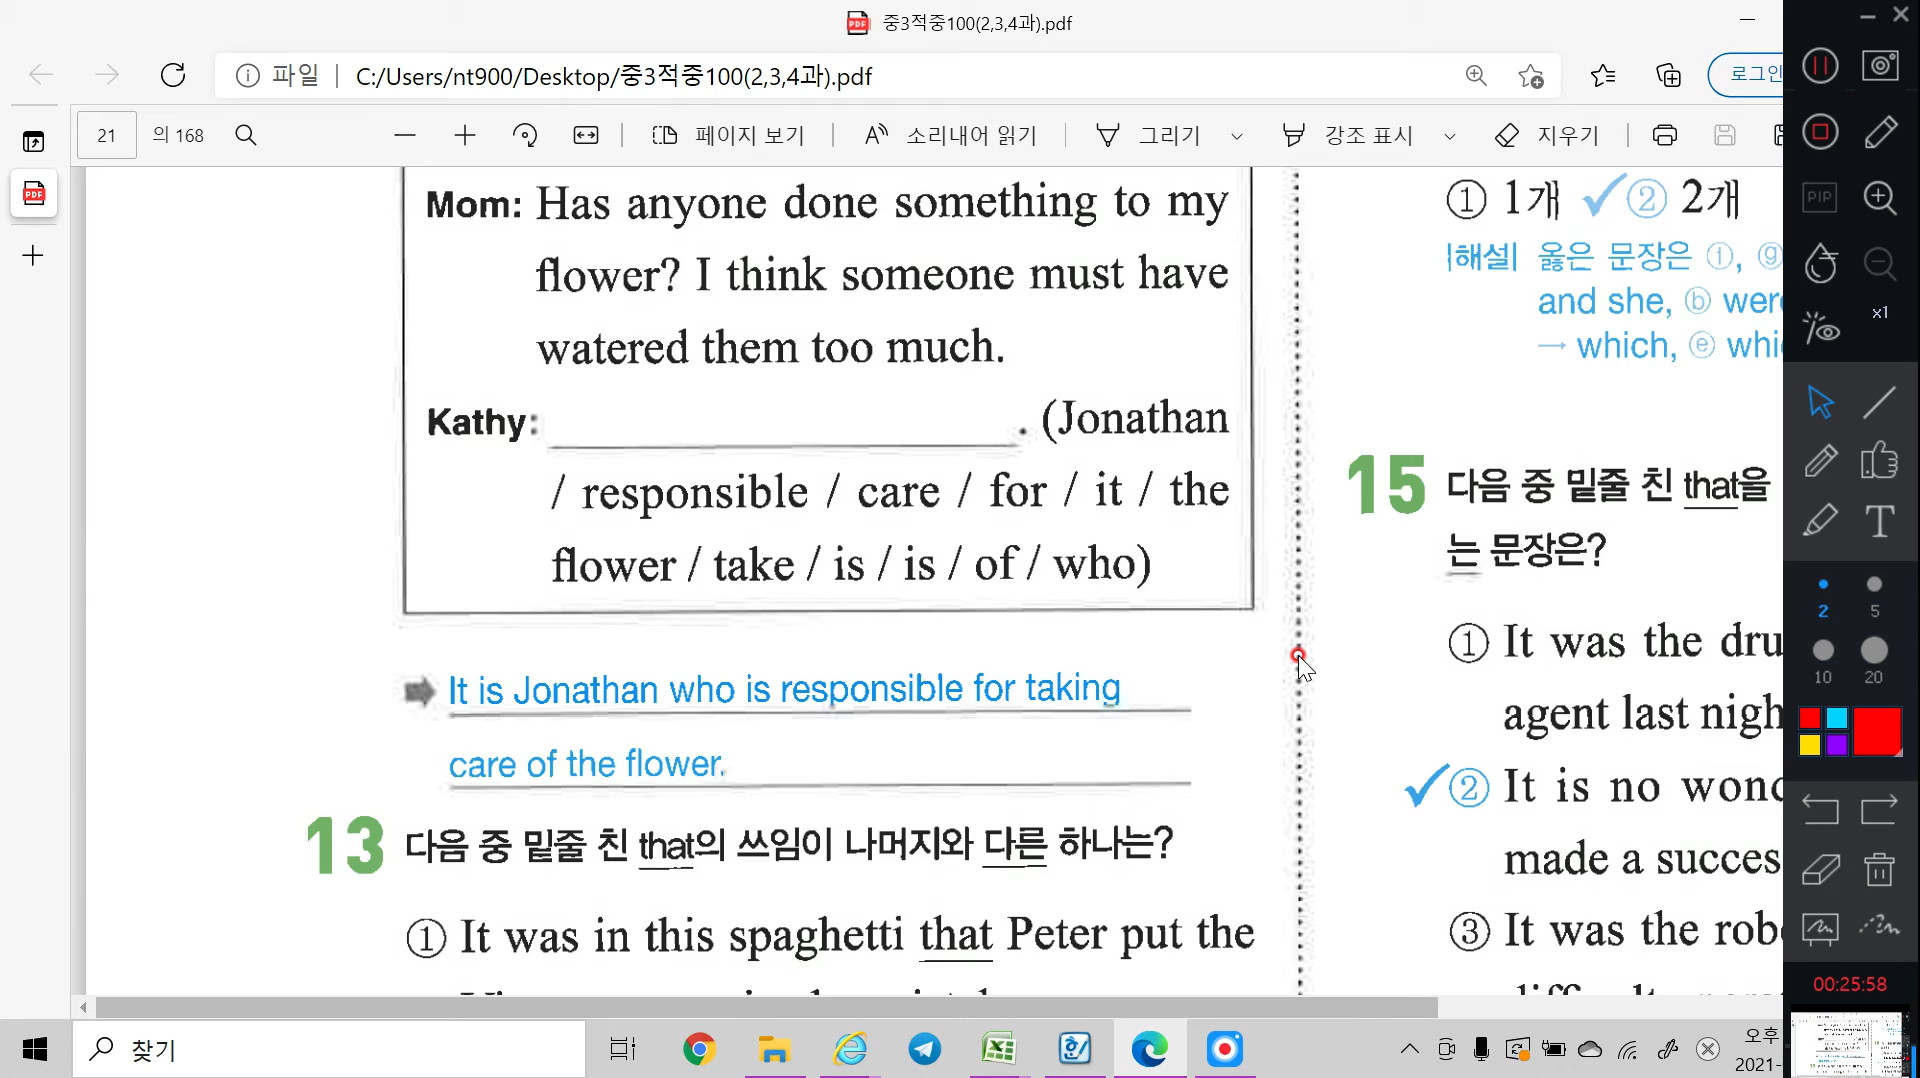 중3적중100(2,3,4과).pdf
파일
C:/Users/nt900/Desktop/중3적중100(2,3,4과).pdf
로그인
21 의 168
페이지 보기
소리내어 읽기
그리기
강조 표시
지우기
Mom: Has anyone done something to my
flower? I think someone must have
watered them too much.
Kathy: ____________. (Jonathan
/ responsible / care / for / it / the
flower / take / is / is / of / who)
It is Jonathan who is responsible for taking
care of the flower.
13 다음 중 밑줄 친 that의 쓰임이 나머지와 다른 하나는?
① It was in this spaghetti that Peter put the
① 1개 ② 2개
|해설| 옳은 문장은 ⓕ, ⓖ
and she, ⓑ were
→ which, ⓔ whi
15 다음 중 밑줄 친 that을
는 문장은?
① It was the dru
agent last nigh
② It is no wond
made a succes
③ It was the rob
PIP
x1
T
2 5
10 20
00:25:58
찾기
오후
2021-